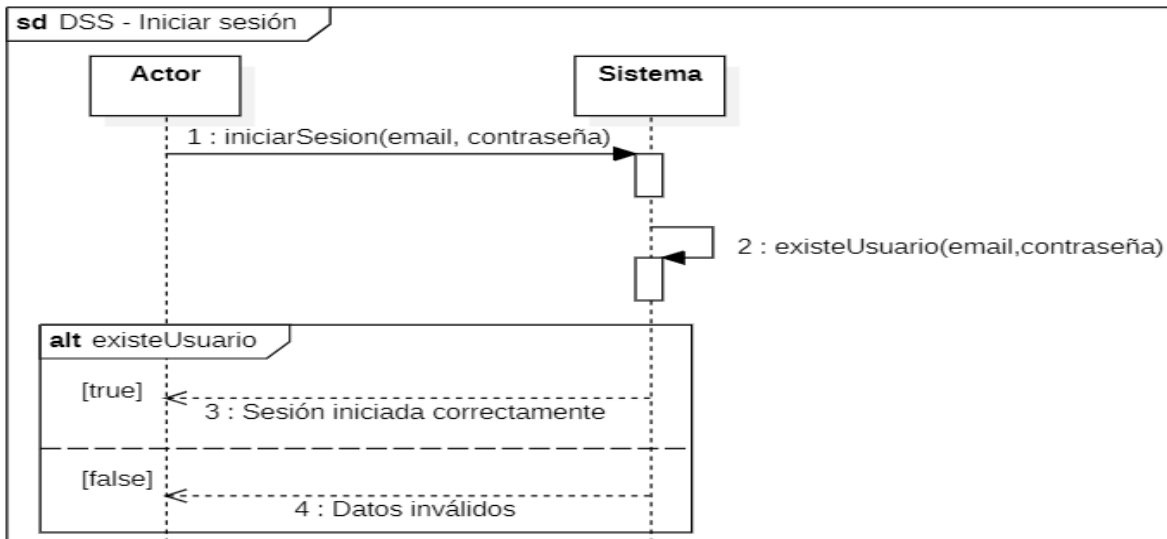 sd DSS - Iniciar sesión
Actor
Sistema
1 : iniciarSesion(email, contraseña)
2 : existeUsuario(email,contraseña)
alt existeUsuario
[true]
3 : Sesión iniciada correctamente
[false]
4 : Datos inválidos